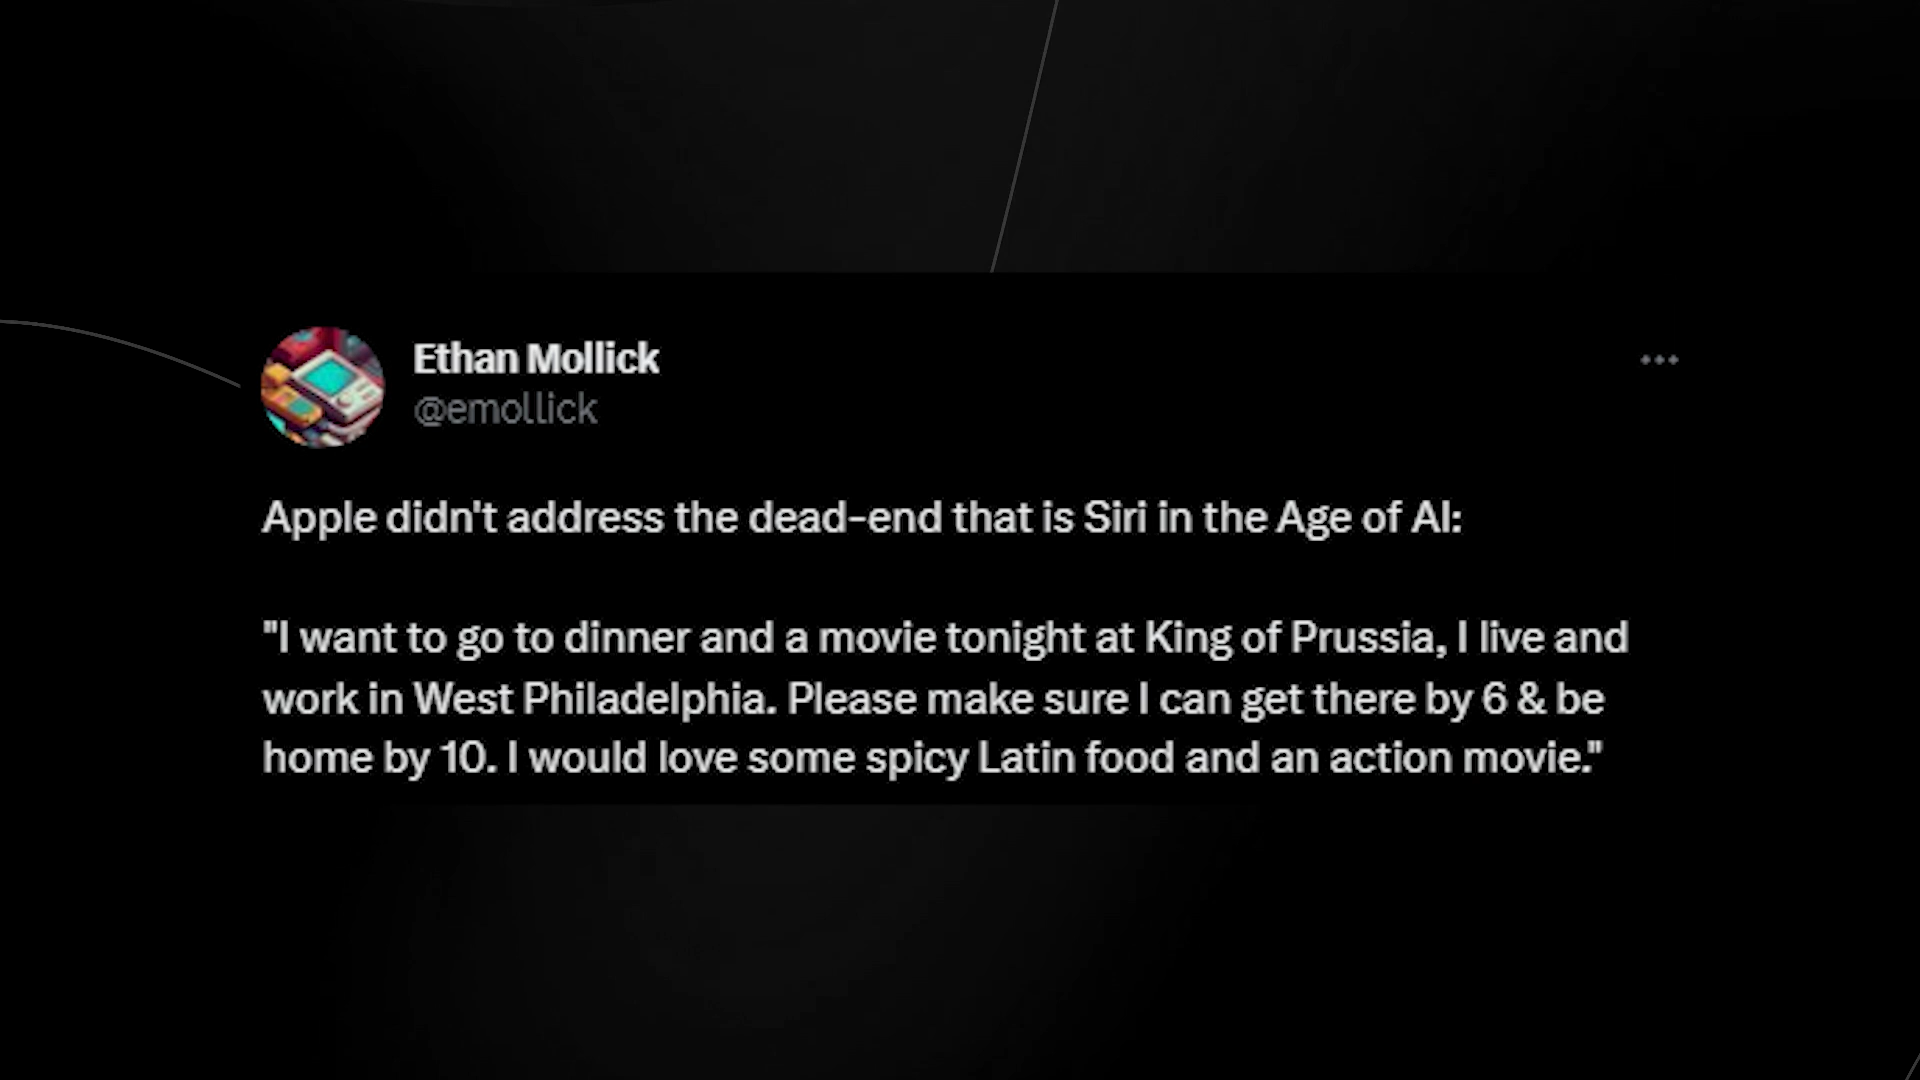 Ethan Mollick
@emollick
Apple didn't address the dead-end that is Siri in the Age of AI:
"I want to go to dinner and a movie tonight at King of Prussia, I live and
work in West Philadelphia. Please make sure I can get there by 6 & be
home by 10. I would love some spicy Latin food and an action movie."